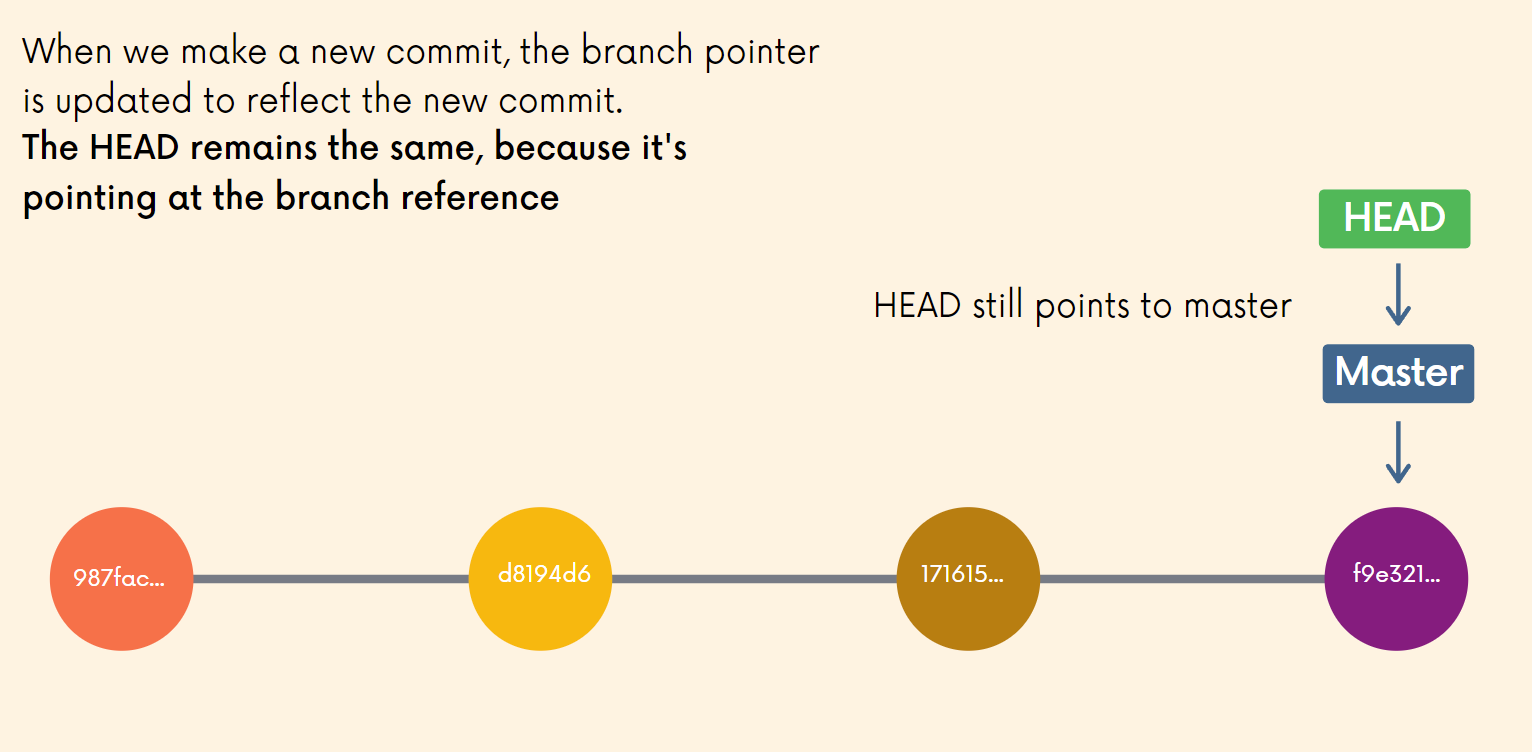 When we make a new commit, the branch pointer
is updated to reflect the new commit.
The HEAD remains the same, because it's
pointing at the branch reference
HEAD
HEAD still points to master
Master
987fac...
d8194d6
171615...
f9e321...